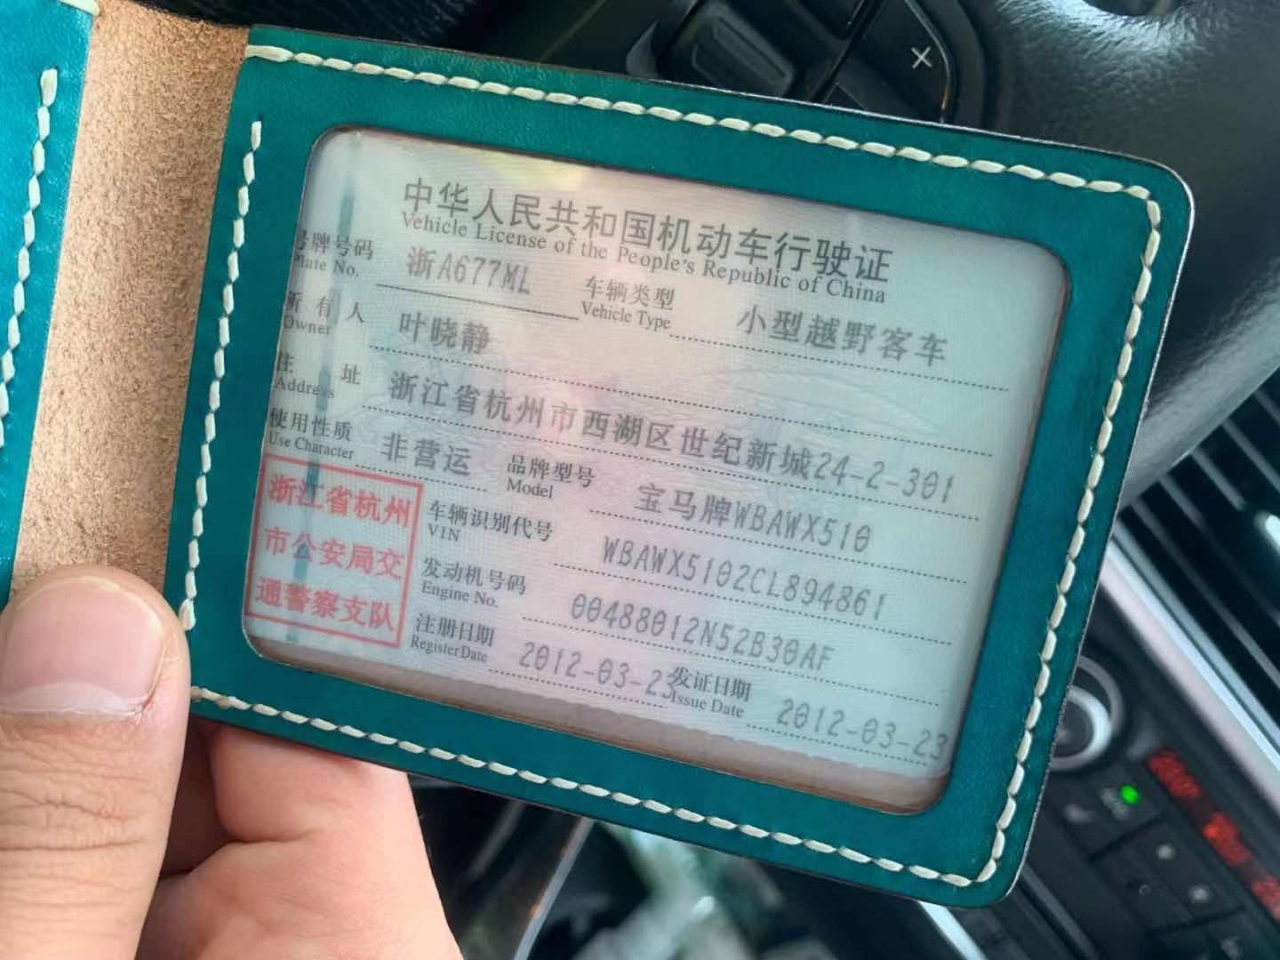 中华人民共和国机动车行驶证
Vehicle License of the People's Republic of China
号牌号码 浙A677ML 车辆类型 小型越野客车
Plate No. Vehicle Type
所有人 叶晓静
Owner
住址 浙江省杭州市西湖区世纪新城24-2-301
Address
使用性质 非营运 品牌型号 宝马牌WBAWX510
Use Character Model
车辆识别代号 WBAWX5102CL894861
VIN
发动机号码 00488012N52B30AF
Engine No.
注册日期 2012-03-23 发证日期 2012-03-23
Register Date Issue Date
浙江省杭州
市公安局交
通警察支队